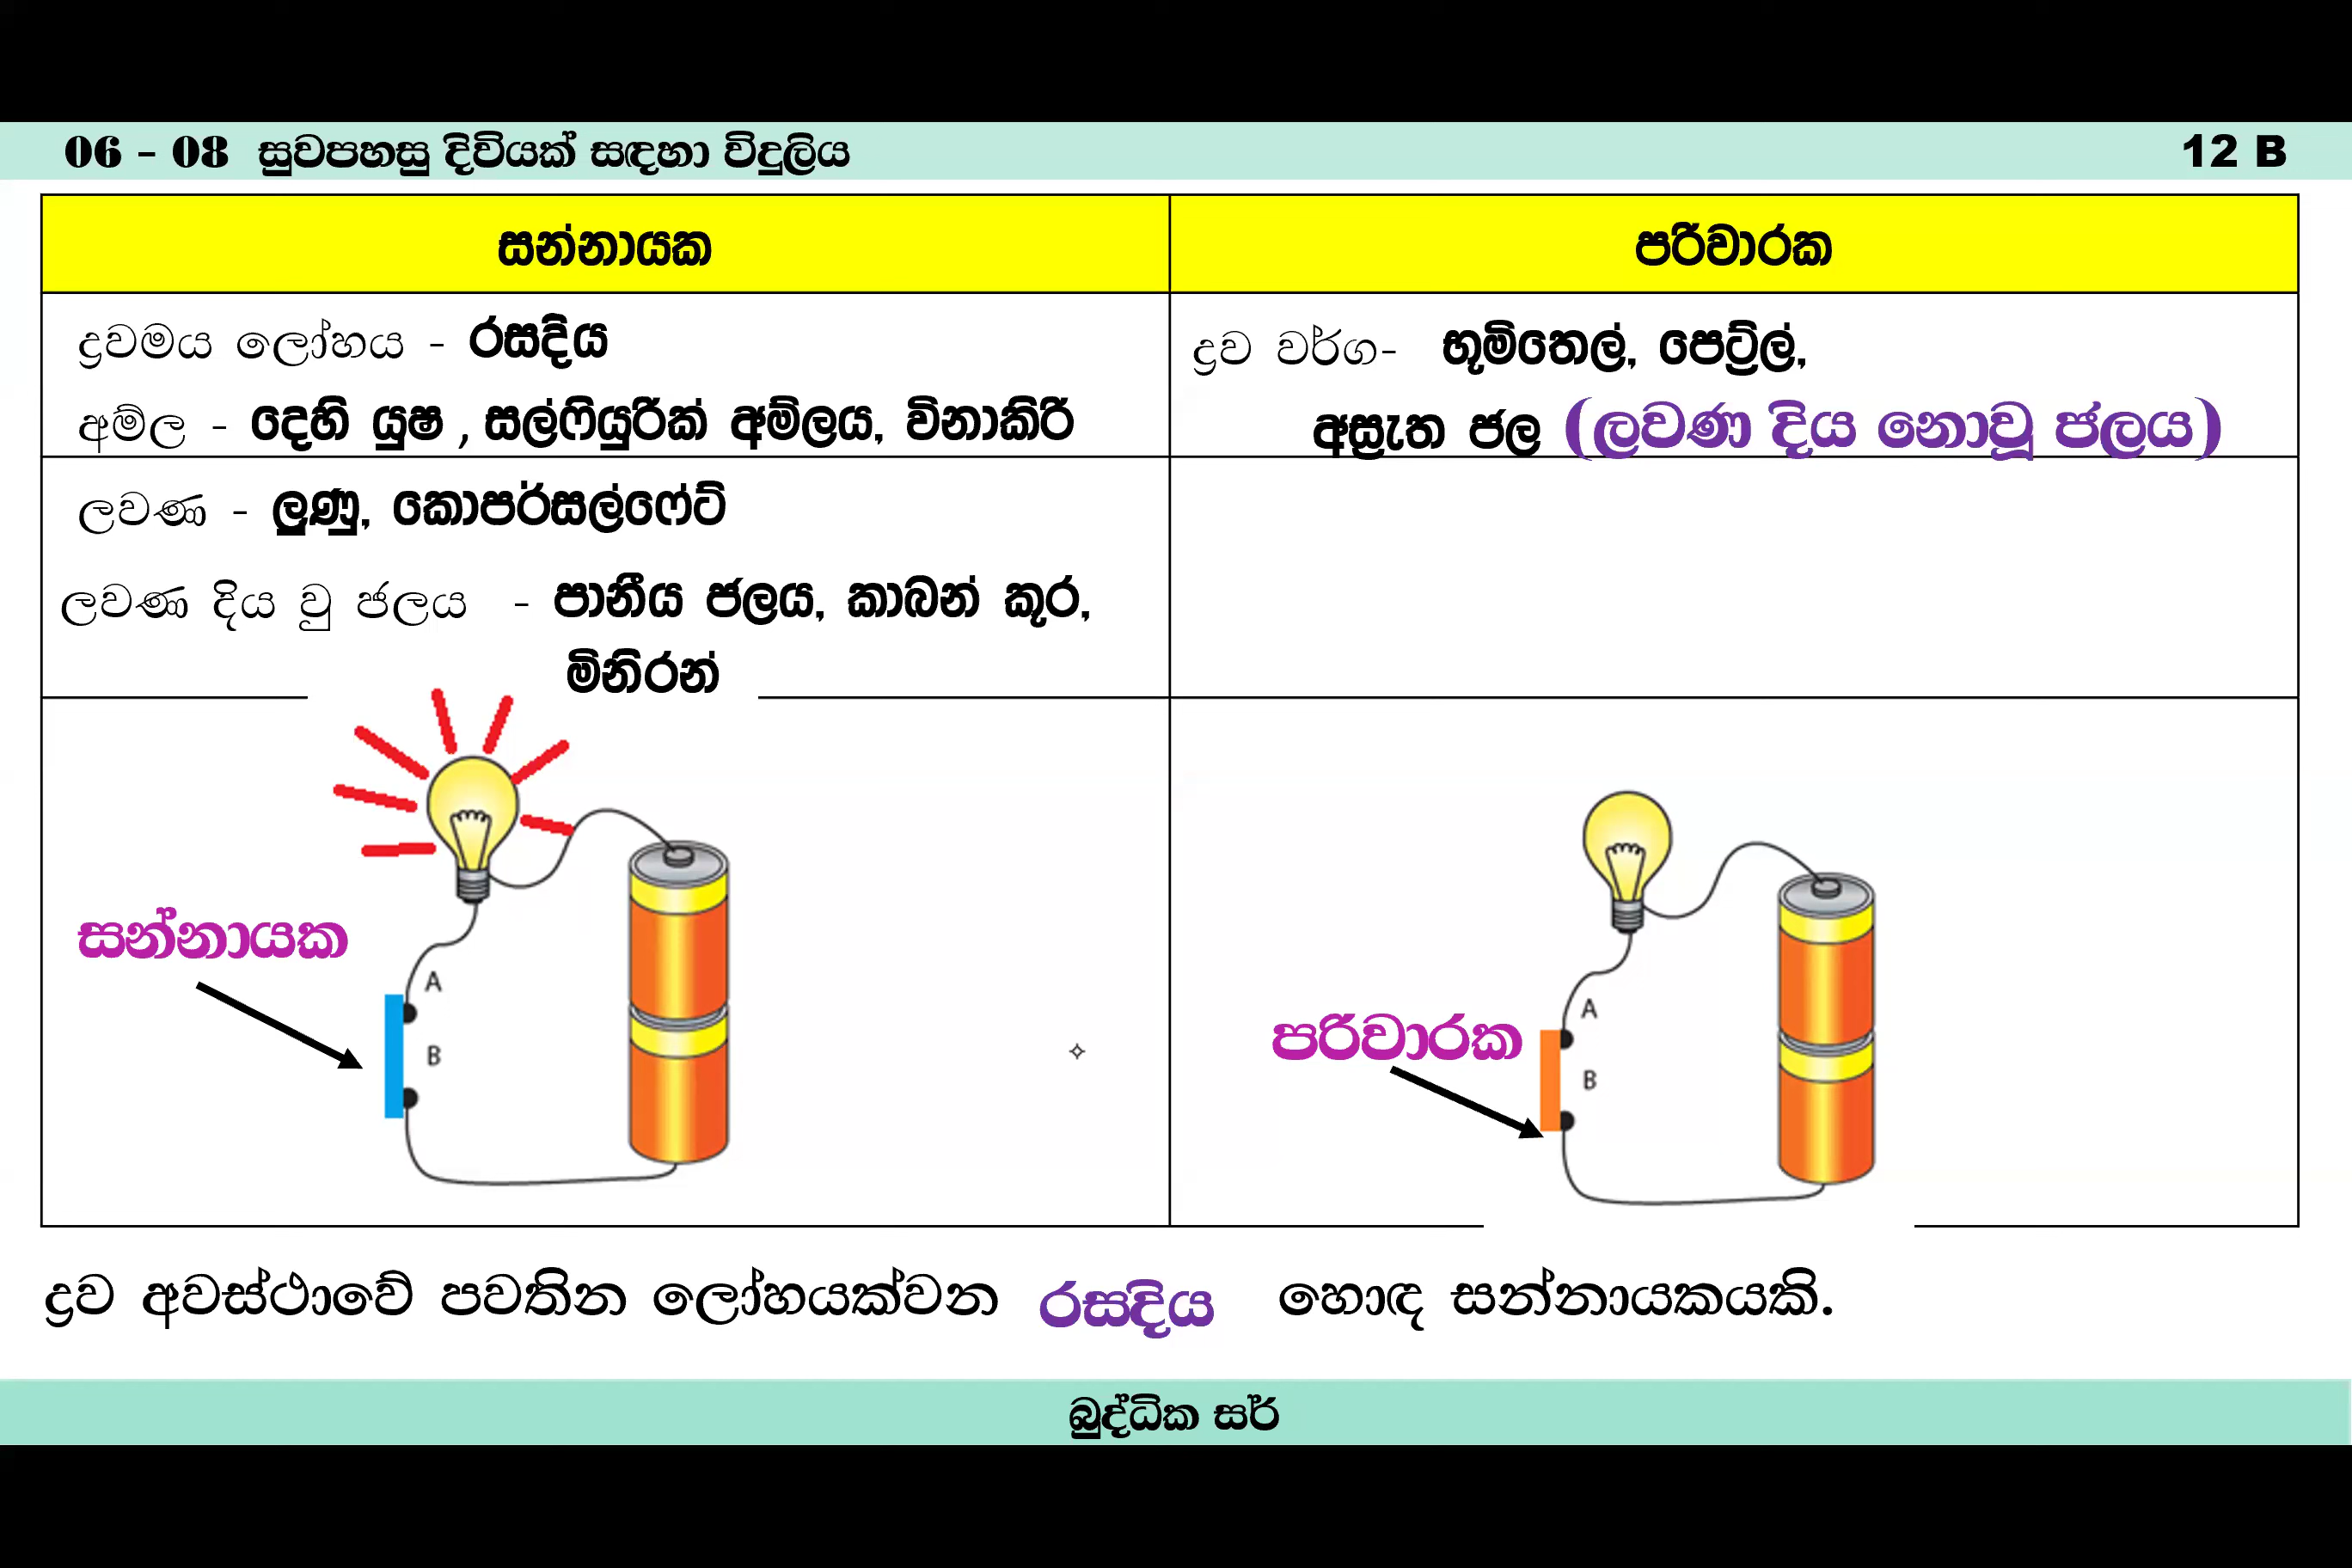 06 - 08 සුවපහසු දිවියක් සඳහා විදුලිය
12 B
සන්නායක
පරිවාරක
ද්‍රවමය ලෝහය - රසදිය
අම්ල - දෙහි යුෂ , සල්ෆියුරික් අම්ලය, විනාකිරි
ද්‍රව වර්ග- භූමිතෙල්, පෙට්‍රල්,
අස්‍රැත ජල (ලවණ දිය නොවූ ජලය)
ලවණ - ලුණු, කොපර්සල්ෆේට්
ලවණ දිය වු ජලය - පානීය ජලය, කාබන් කූර,
මිනිරන්
සන්නායක
A
B
පරිවාරක
A
B
ද්‍රව අවස්ථාවේ පවතින ලෝහයක්වන රසදිය හොඳ සන්නායකයකි.
බුද්ධික සර්